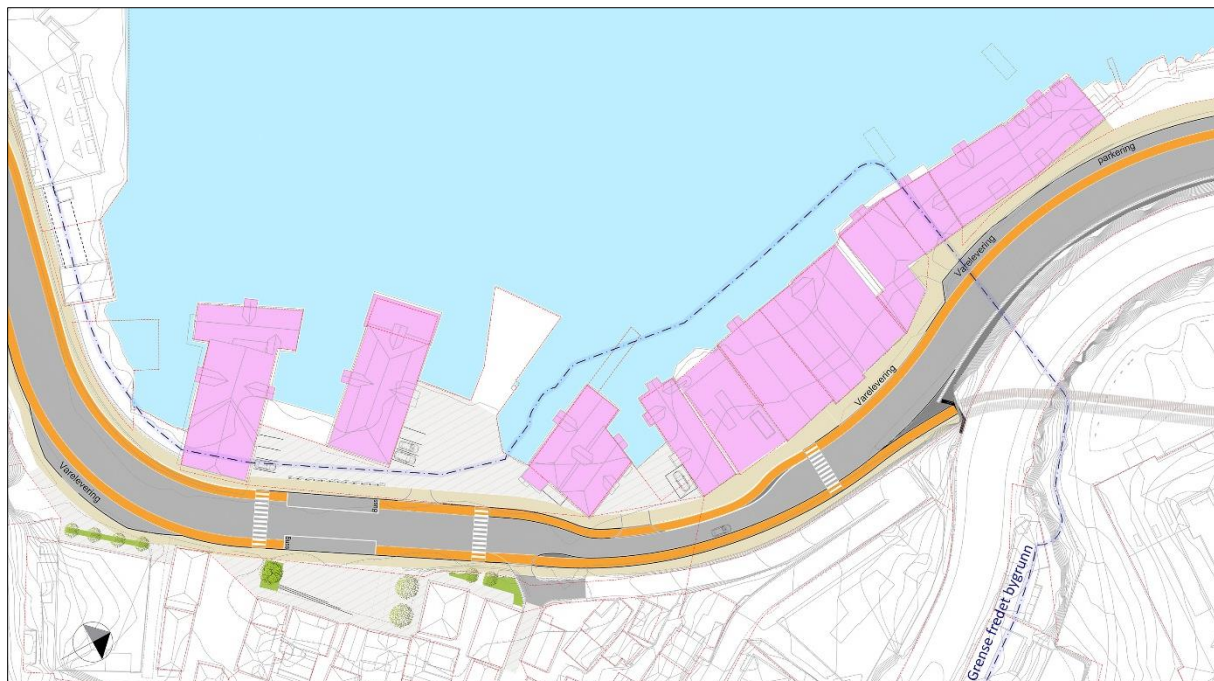 parkering
Varelevering
Varelevering
Varelevering
Buss
Buss
Grense fredet bygrunn